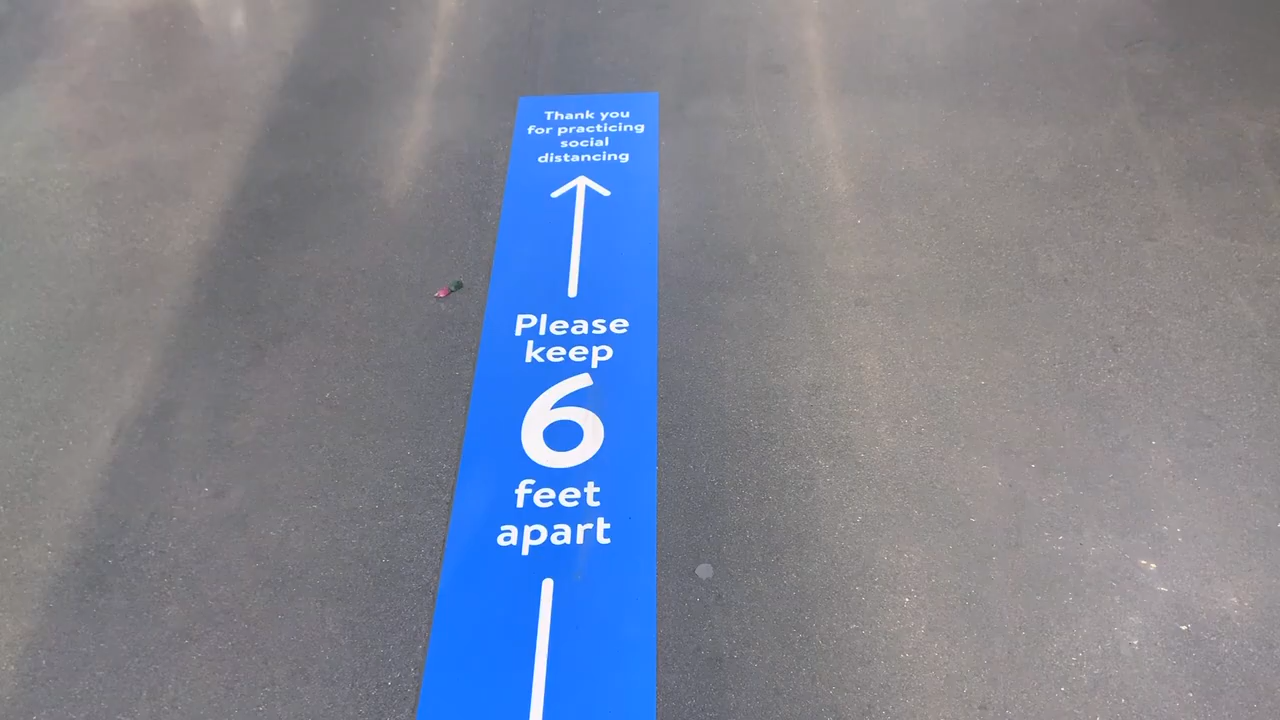 Thank you
for practicing
social
distancing
Please
keep
6
feet
apart